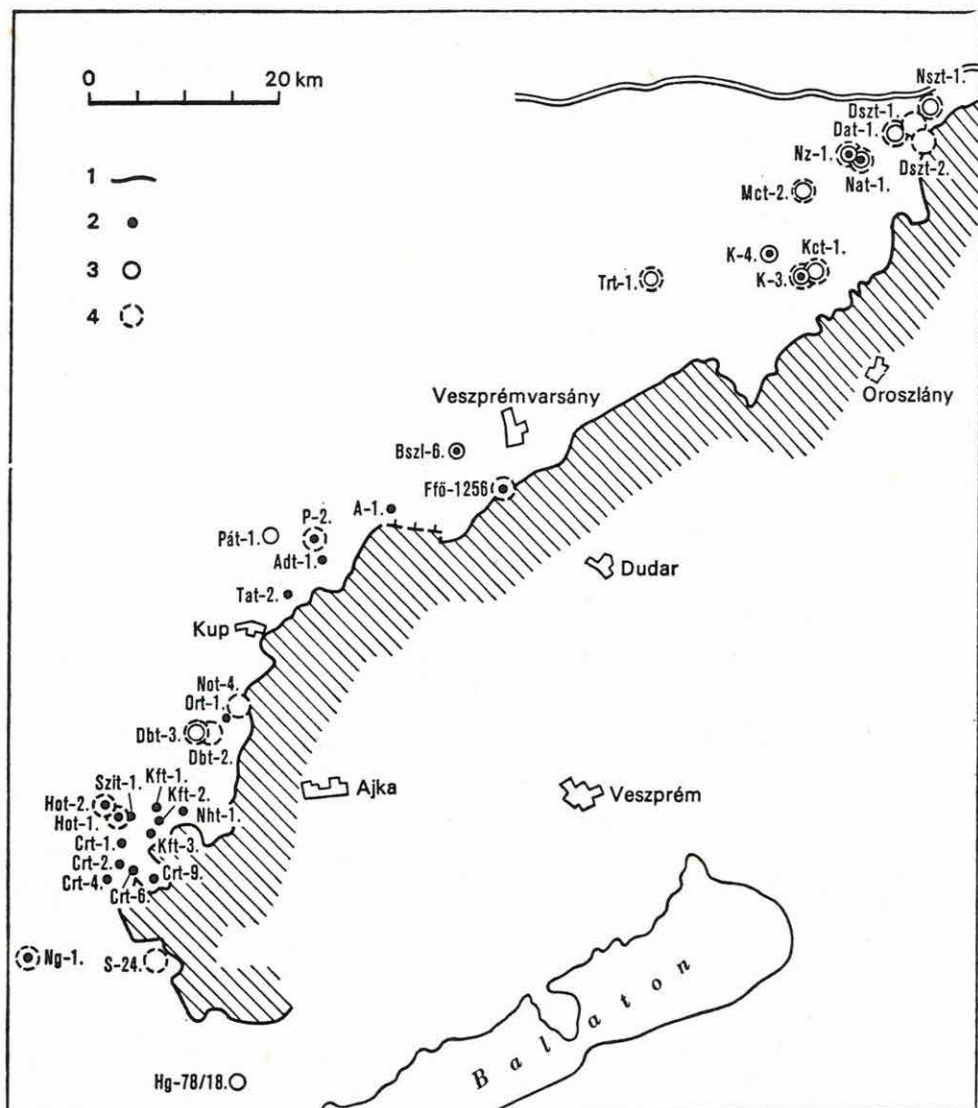 0 20 km
Nszt-1.
Dszt-1.
Dat-1.
1
Nz-1.
Dszt-2.
Nat-1.
Mct-2.
2
K-4.
Kct-1.
3
Trt-1.
K-3.
4
Oroszlány
Veszprémvarsány
Bszl-6.
Ffő-1256
A-1.
P-2.
Pát-1.
Adt-1.
Dudar
Tat-2.
Kup
Not-4.
Ort-1.
Dbt-3.
Dbt-2.
Kft-1.
Szit-1.
Kft-2.
Ajka
Veszprém
Hot-2.
Nht-1.
Hot-1.
Crt-1.
Kft-3.
Crt-2.
Crt-9.
Crt-4.
Crt-6.
Ng-1.
S-24.
Balaton
Hg-78/18.